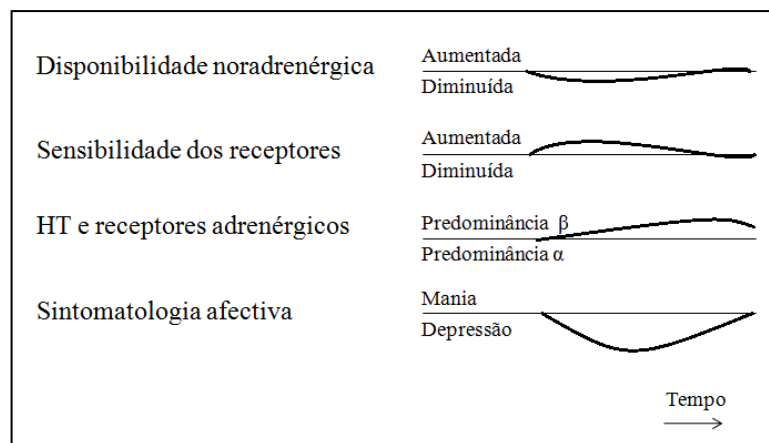 Disponibilidade noradrenérgica
Aumentada
Diminuída
Sensibilidade dos receptores
Aumentada
Diminuída
HT e receptores adrenérgicos
Predominância β
Predominância α
Sintomatologia afectiva
Mania
Depressão
Tempo